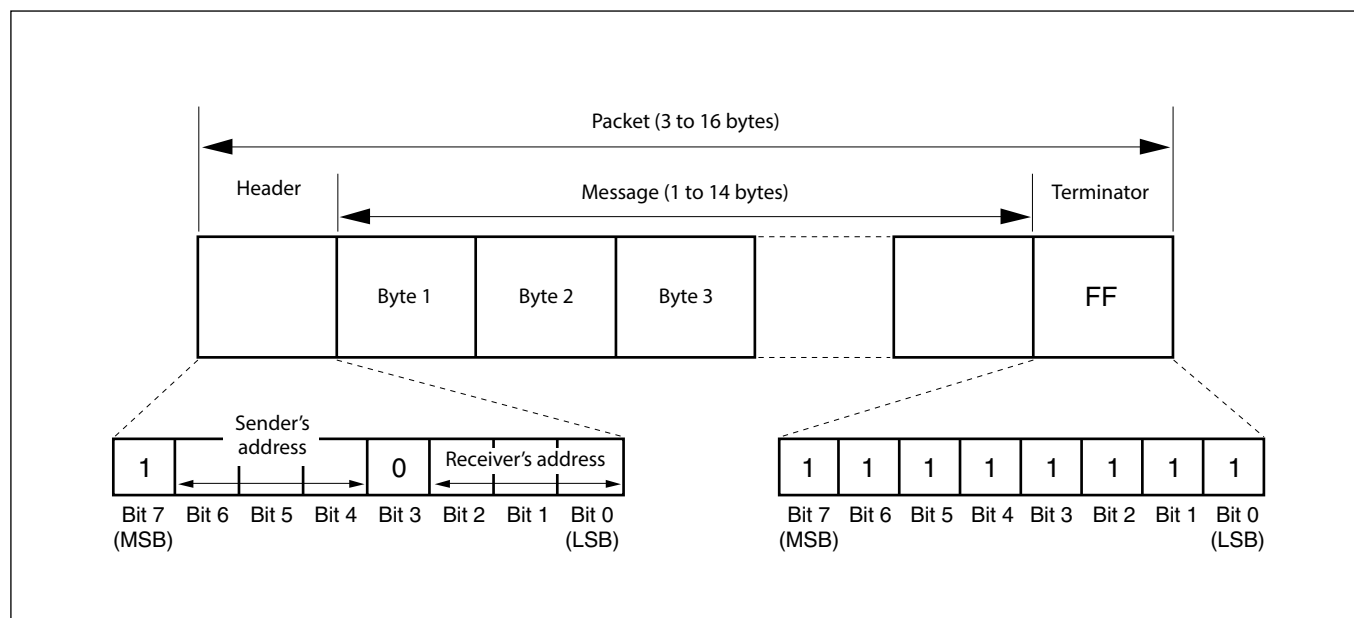 Packet (3 to 16 bytes)
Header
Message (1 to 14 bytes)
Terminator
Byte 1
Byte 2
Byte 3
FF
Sender’s
address
1
0
Receiver’s address
Bit 7
(MSB)
Bit 6
Bit 5
Bit 4
Bit 3
Bit 2
Bit 1
Bit 0
(LSB)
1
1
1
1
1
1
1
1
Bit 7
(MSB)
Bit 6
Bit 5
Bit 4
Bit 3
Bit 2
Bit 1
Bit 0
(LSB)